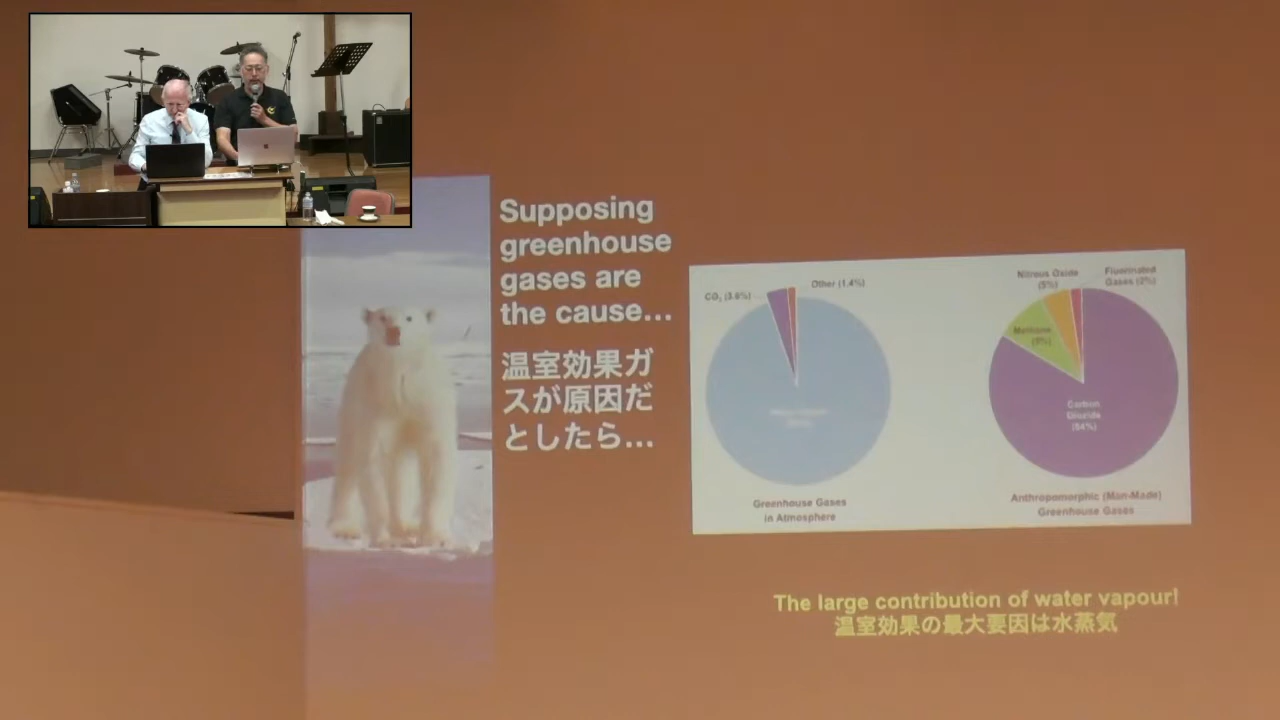 Supposing
greenhouse
gases are
the cause...
温室効果ガ
スが原因だ
としたら...
CO₂ (3.6%)
Other (1.4%)
Greenhouse Gases
in Atmosphere
Nitrous Oxide
(5%)
Fluorinated
Gases (2%)
Methane
(9%)
Carbon
Dioxide
(84%)
Anthropomorphic (Man-Made)
Greenhouse Gases
The large contribution of water vapour!
温室効果の最大要因は水蒸気